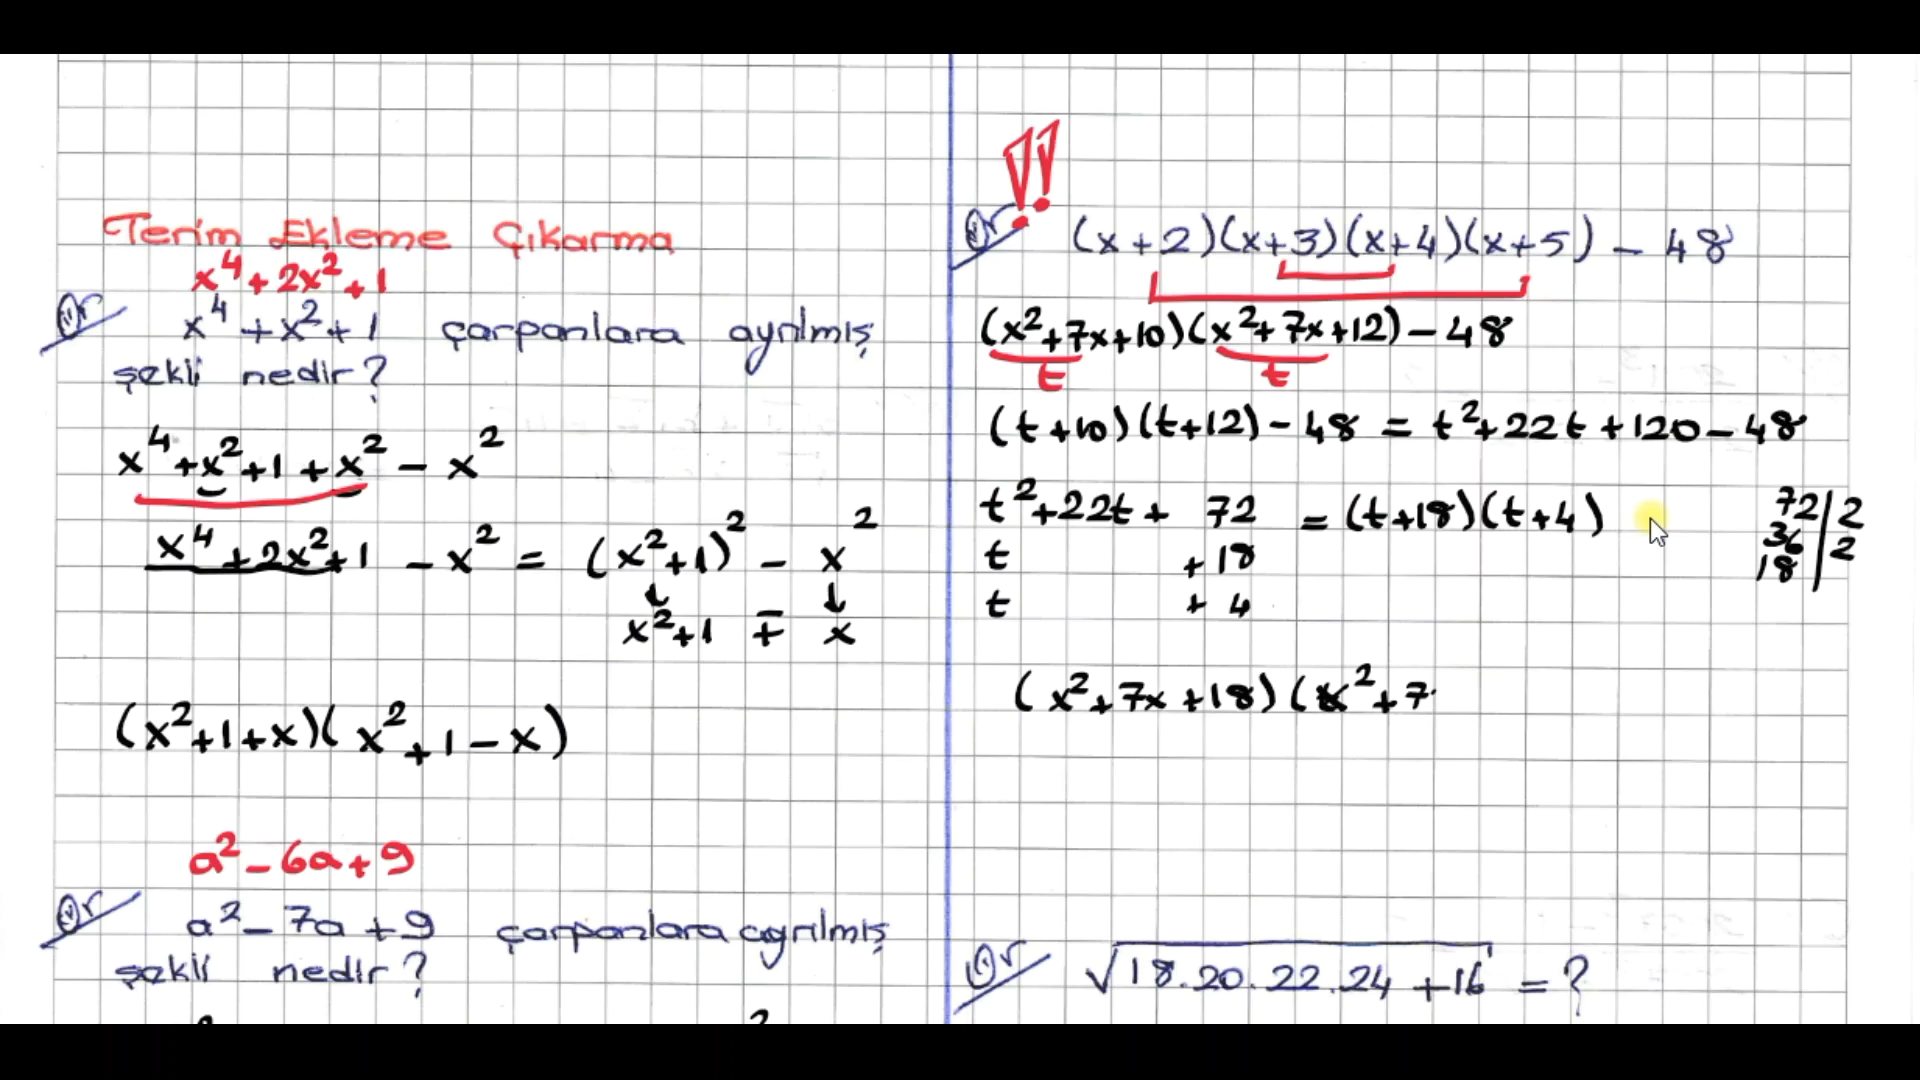 Terim Ekleme Çıkarma
x⁴ + 2x² + 1
Ör x⁴ + x² + 1 çarpanlara ayrılmış
şekli nedir?
x⁴ + x² + 1 + x² - x²
x⁴ + 2x² + 1 - x² = (x² + 1)² - x²
x² + 1 ∓ x
(x² + 1 + x)(x² + 1 - x)
a² - 6a + 9
Ör a² - 7a + 9 çarpanlara ayrılmış
şekli nedir?
!!
Ör (x + 2)(x + 3)(x + 4)(x + 5) - 48
(x² + 7x + 10)(x² + 7x + 12) - 48
t t
(t + 10)(t + 12) - 48 = t² + 22t + 120 - 48
t² + 22t + 72 = (t + 18)(t + 4)
t + 18
t + 4
72 | 2
36 | 2
18 |
(x² + 7x + 18)(x² + 7
Ör √18.20.22.24 + 16 = ?